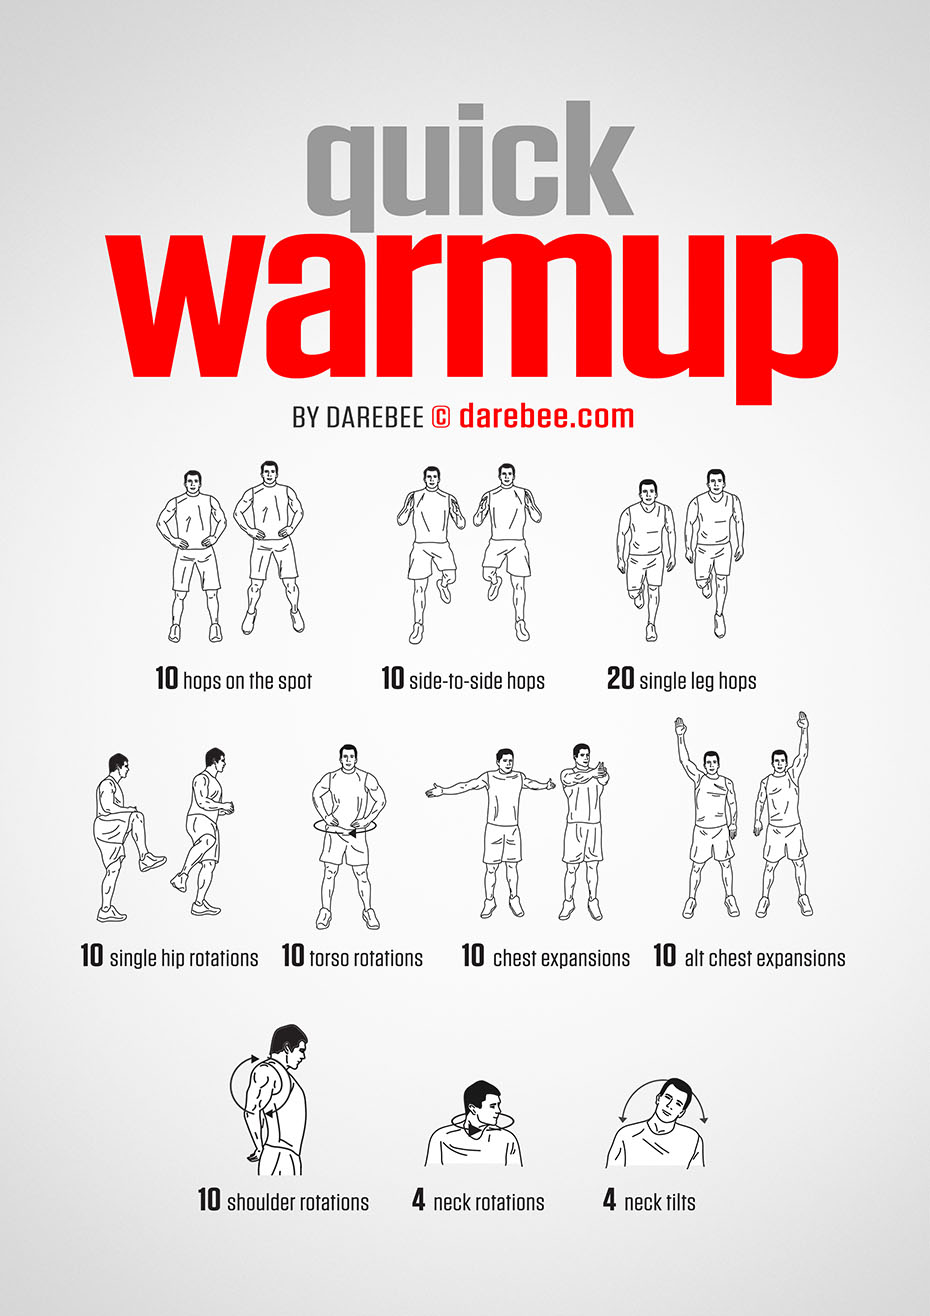 quick
warmup
BY DAREBEE © darebee.com
10 hops on the spot
10 side-to-side hops
20 single leg hops
10 single hip rotations
10 torso rotations
10 chest expansions
10 alt chest expansions
10 shoulder rotations
4 neck rotations
4 neck tilts